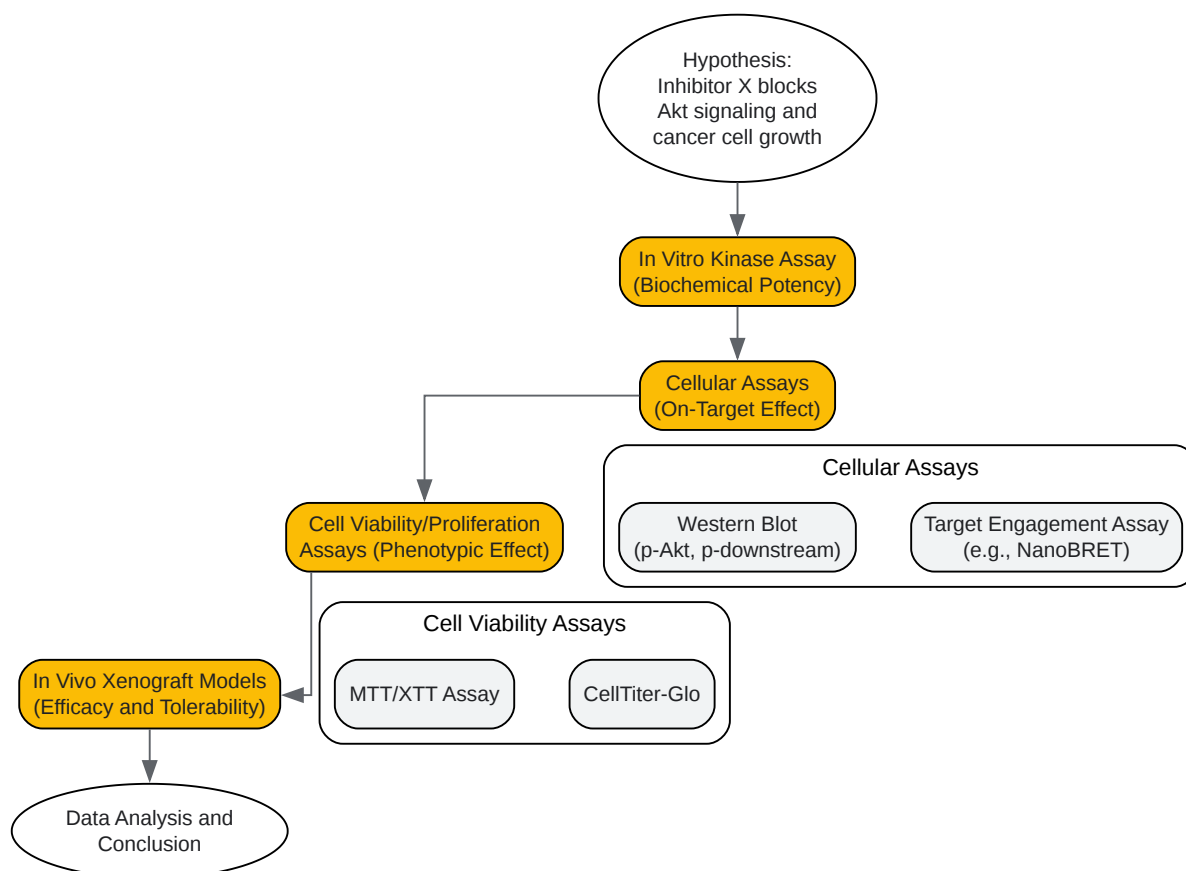 Hypothesis:
Inhibitor X blocks
Akt signaling and
cancer cell growth
In Vitro Kinase Assay
(Biochemical Potency)
Cellular Assays
(On-Target Effect)
Cellular Assays
Western Blot
(p-Akt, p-downstream)
Target Engagement Assay
(e.g., NanoBRET)
Cell Viability/Proliferation
Assays (Phenotypic Effect)
Cell Viability Assays
MTT/XTT Assay
CellTiter-Glo
In Vivo Xenograft Models
(Efficacy and Tolerability)
Data Analysis and
Conclusion